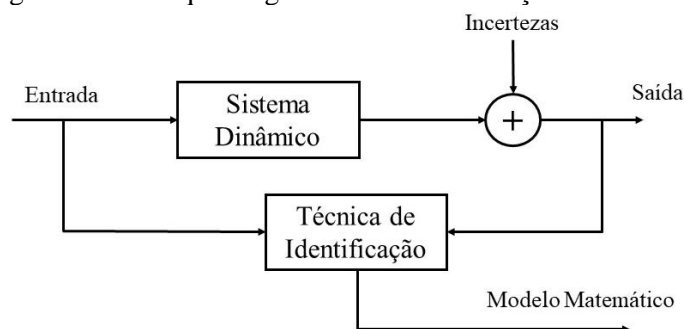 Incertezas
Entrada
Sistema
Dinâmico
+
Saída
Técnica de
Identificação
Modelo Matemático